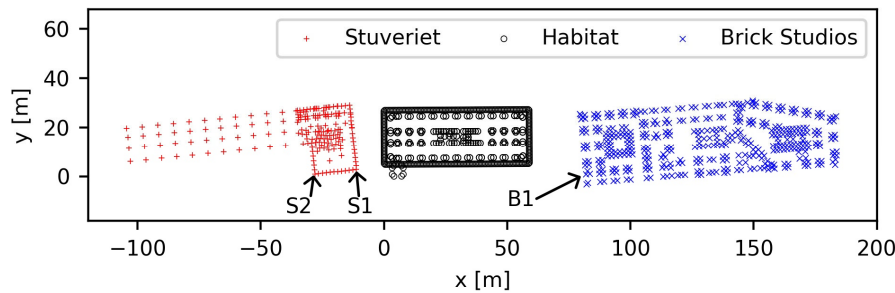 60
40
20
0
y [m]
Stuveriet
Habitat
Brick Studios
S2
S1
B1
−100
−50
0
50
100
150
200
x [m]